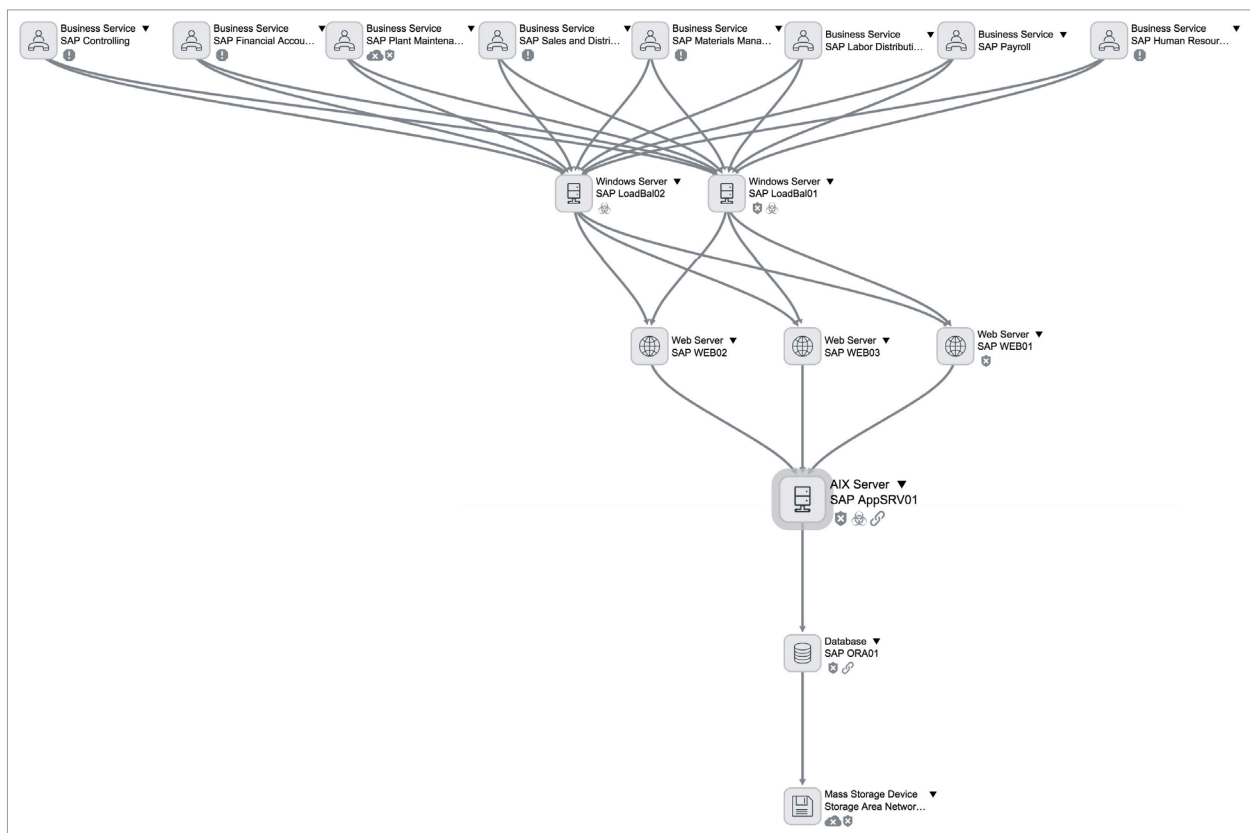 Business Service ▼
SAP Controlling
Business Service ▼
SAP Financial Accou...
Business Service ▼
SAP Plant Maintena...
Business Service ▼
SAP Sales and Distri...
Business Service ▼
SAP Materials Mana...
Business Service ▼
SAP Labor Distributi...
Business Service ▼
SAP Payroll
Business Service ▼
SAP Human Resour...
Windows Server ▼
SAP LoadBal02
Windows Server ▼
SAP LoadBal01
Web Server ▼
SAP WEB02
Web Server ▼
SAP WEB03
Web Server ▼
SAP WEB01
AIX Server ▼
SAP AppSRV01
Database ▼
SAP ORA01
Mass Storage Device ▼
Storage Area Networ...